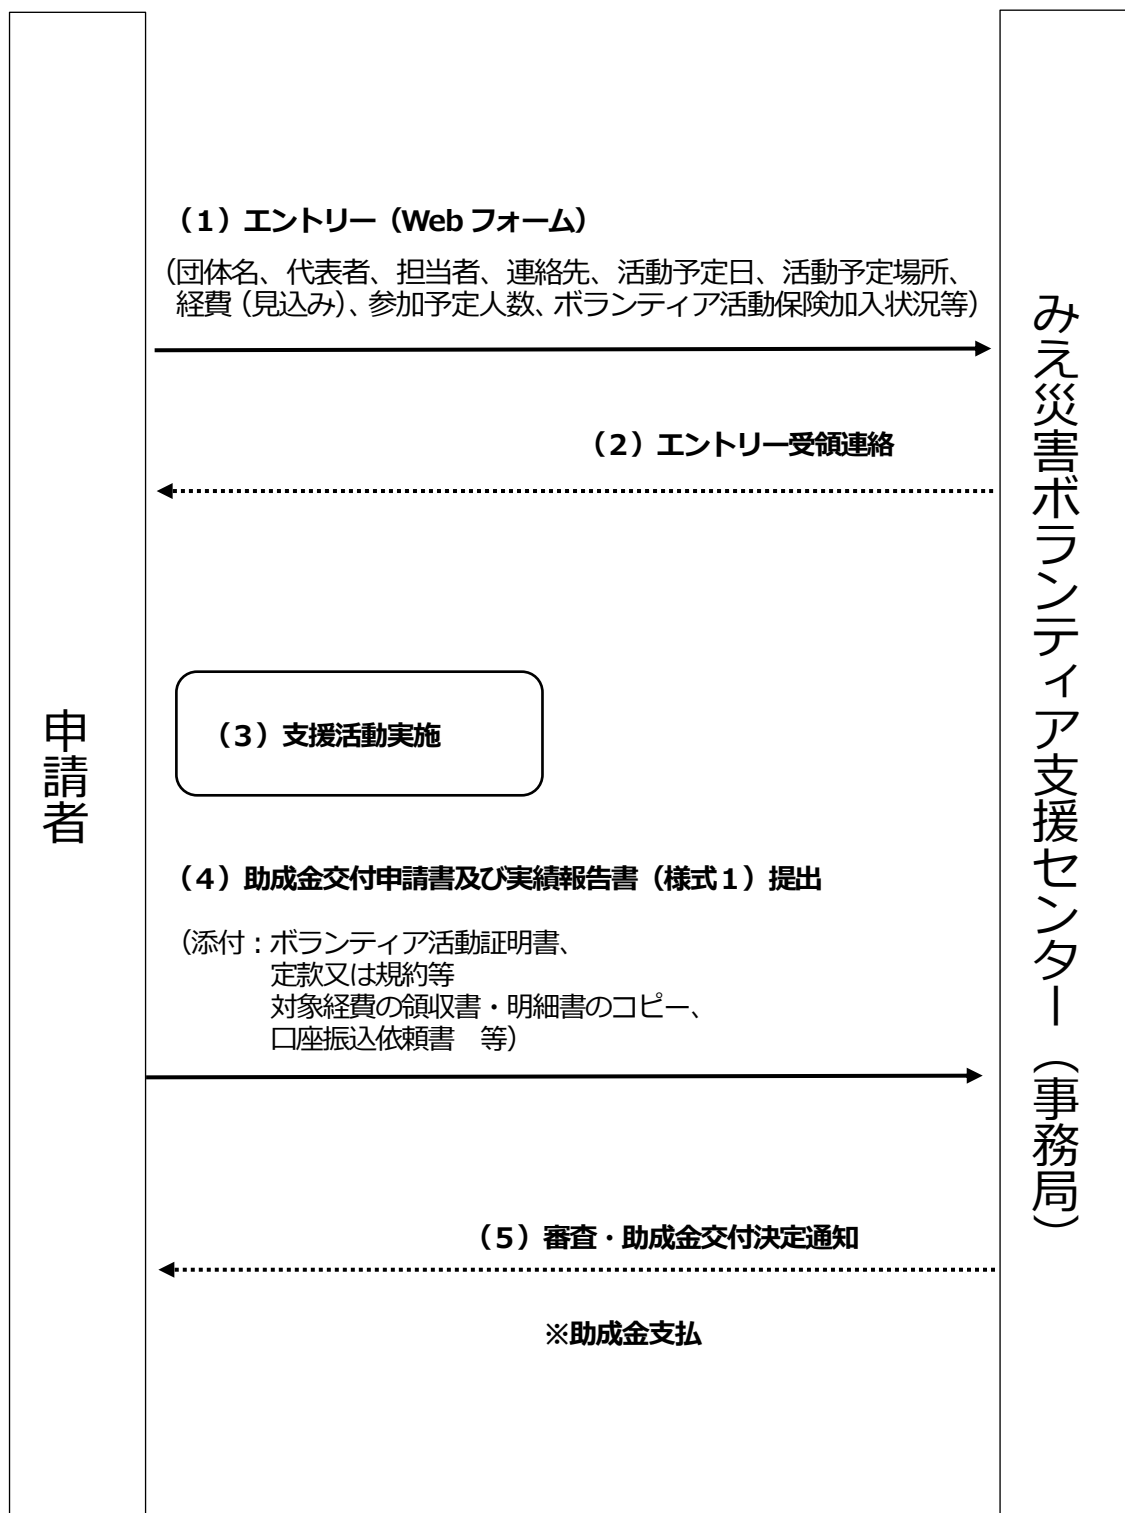 （１）エントリー（Web フォーム）
（団体名、代表者、担当者、連絡先、活動予定日、活動予定場所、
経費（見込み）、参加予定人数、ボランティア活動保険加入状況等）
（２）エントリー受領連絡
（３）支援活動実施
申請者
（４）助成金交付申請書及び実績報告書（様式１）提出
（添付：ボランティア活動証明書、
定款又は規約等
対象経費の領収書・明細書のコピー、
口座振込依頼書　等）
（５）審査・助成金交付決定通知
※助成金支払
みえ災害ボランティア支援センター（事務局）